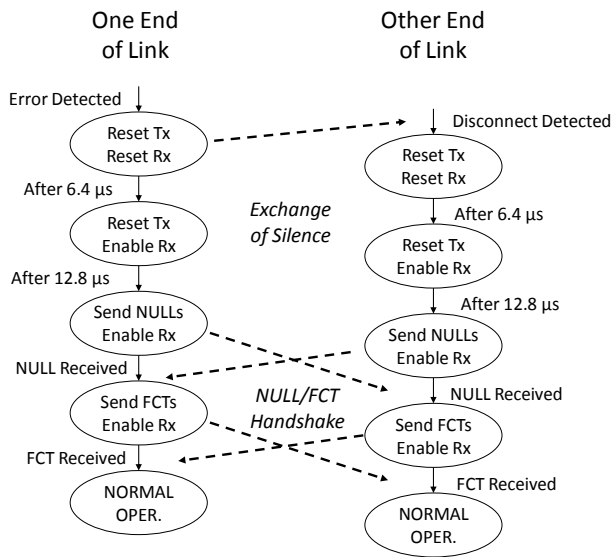 One End
of Link
Other End
of Link
Error Detected
Disconnect Detected
Reset Tx
Reset Rx
Reset Tx
Reset Rx
After 6.4 μs
Exchange
of Silence
After 6.4 μs
Reset Tx
Enable Rx
Reset Tx
Enable Rx
After 12.8 μs
After 12.8 μs
Send NULLs
Enable Rx
Send NULLs
Enable Rx
NULL Received
NULL/FCT
Handshake
NULL Received
Send FCTs
Enable Rx
Send FCTs
Enable Rx
FCT Received
FCT Received
NORMAL
OPER.
NORMAL
OPER.